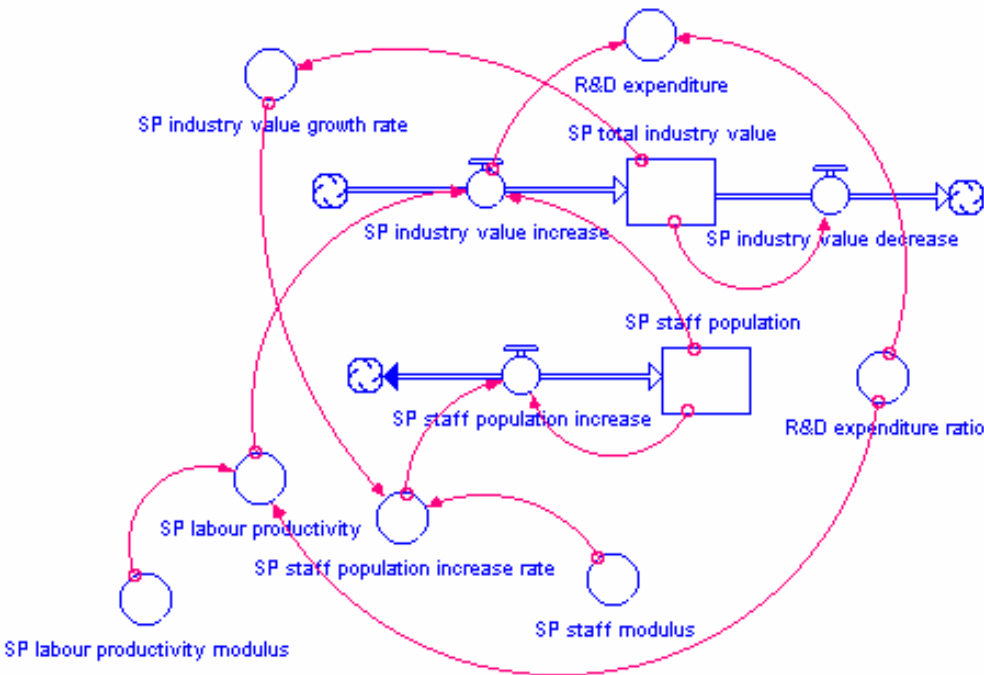 R&D expenditure
SP industry value growth rate
SP total industry value
SP industry value increase
SP industry value decrease
SP staff population
SP staff population increase
R&D expenditure ratio
SP labour productivity
SP staff population increase rate
SP staff modulus
SP labour productivity modulus